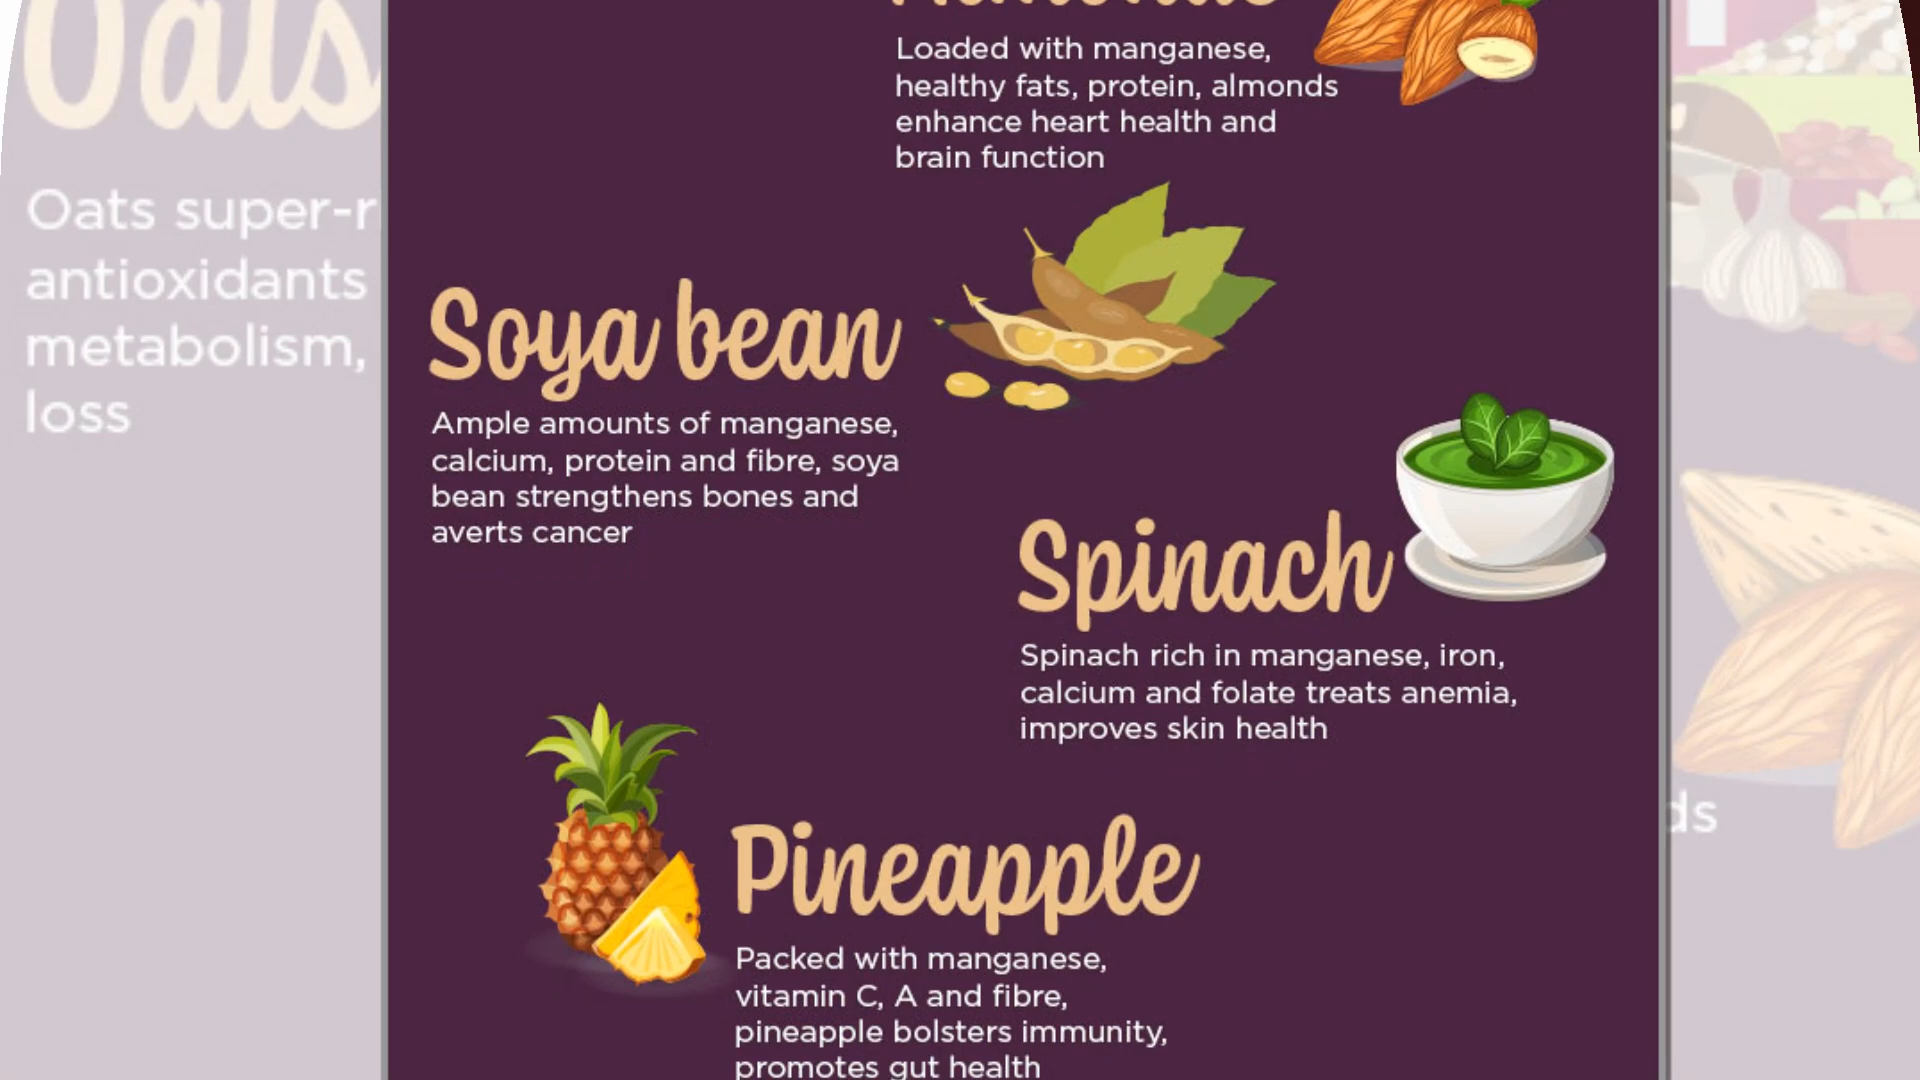 Oats
Oats super-r
antioxidants
metabolism,
loss
Almonds
Loaded with manganese,
healthy fats, protein, almonds
enhance heart health and
brain function
Soya bean
Ample amounts of manganese,
calcium, protein and fibre, soya
bean strengthens bones and
averts cancer
Spinach
Spinach rich in manganese, iron,
calcium and folate treats anemia,
improves skin health
Pineapple
Packed with manganese,
vitamin C, A and fibre,
pineapple bolsters immunity,
promotes gut health
ds